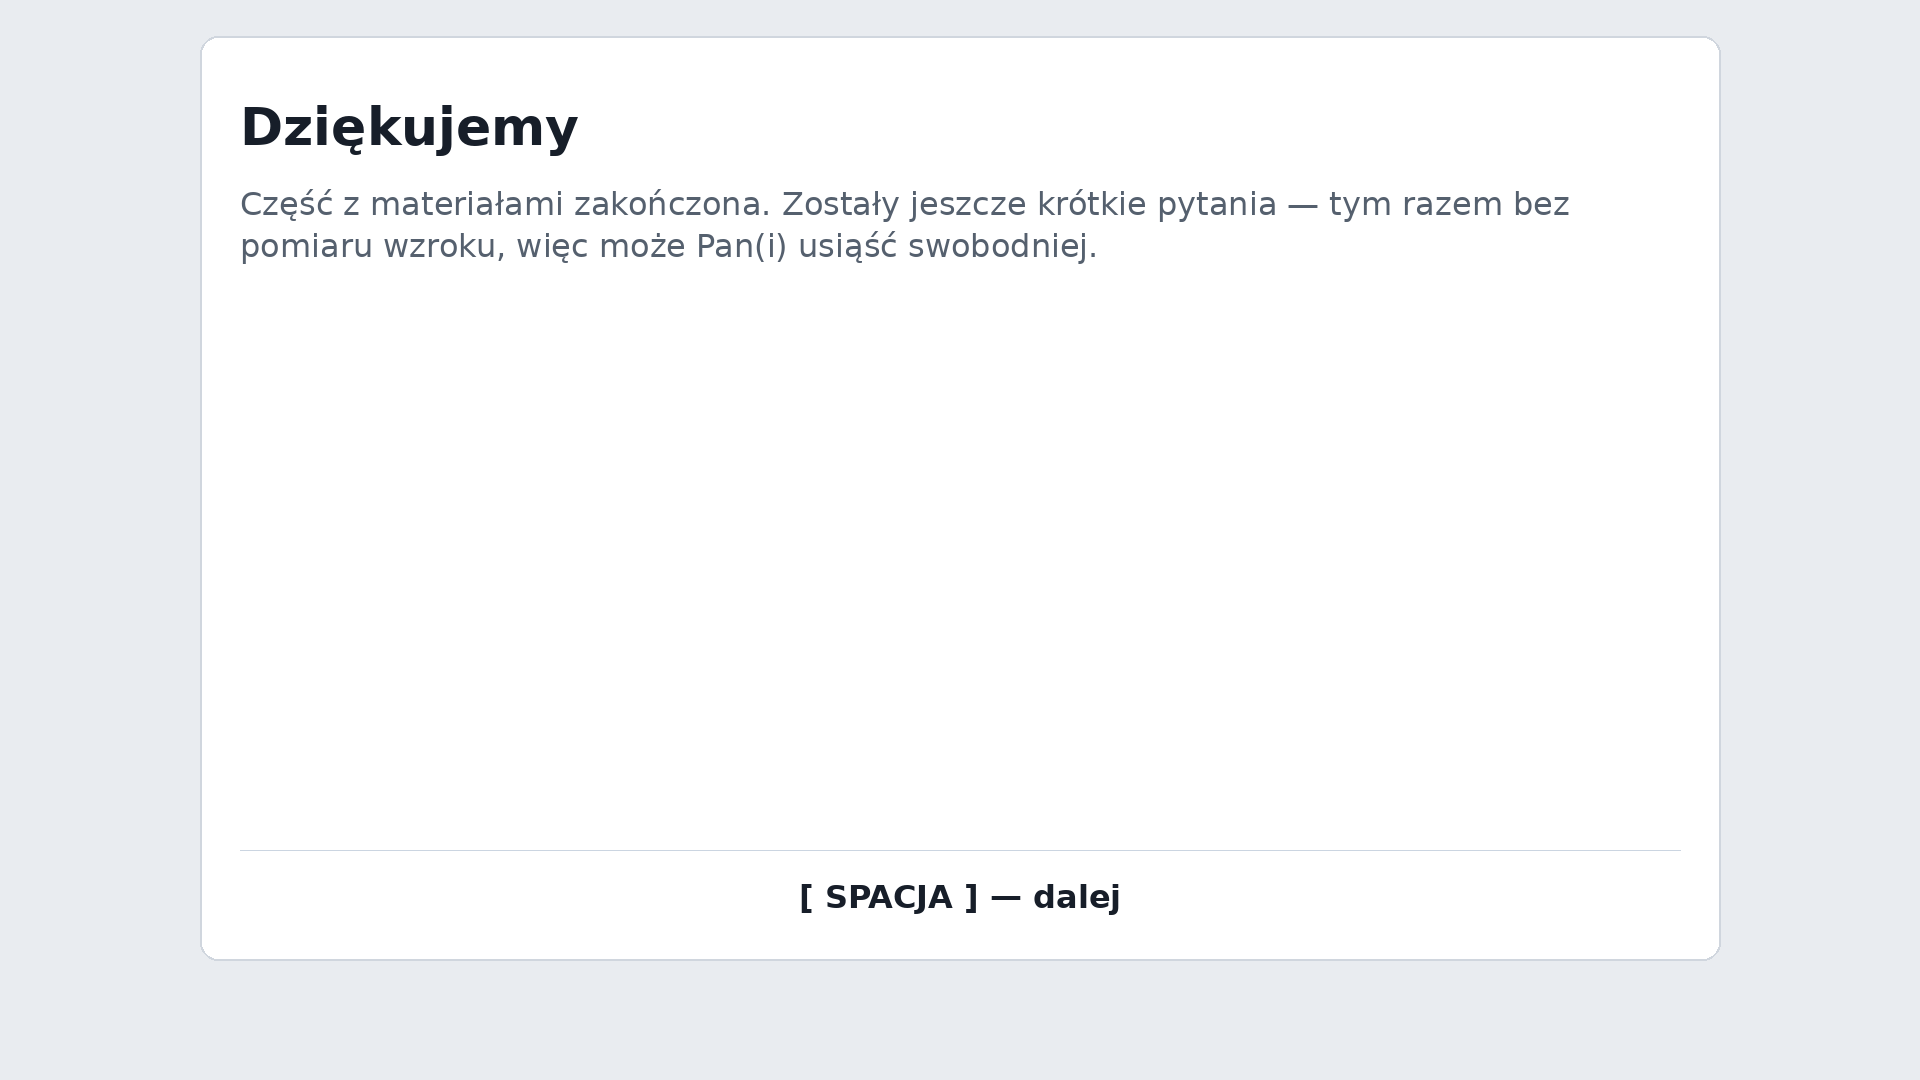 Dziękujemy
Część z materiałami zakończona. Zostały jeszcze krótkie pytania — tym razem bez
pomiaru wzroku, więc może Pan(i) usiąść swobodniej.
[ SPACJA ] — dalej